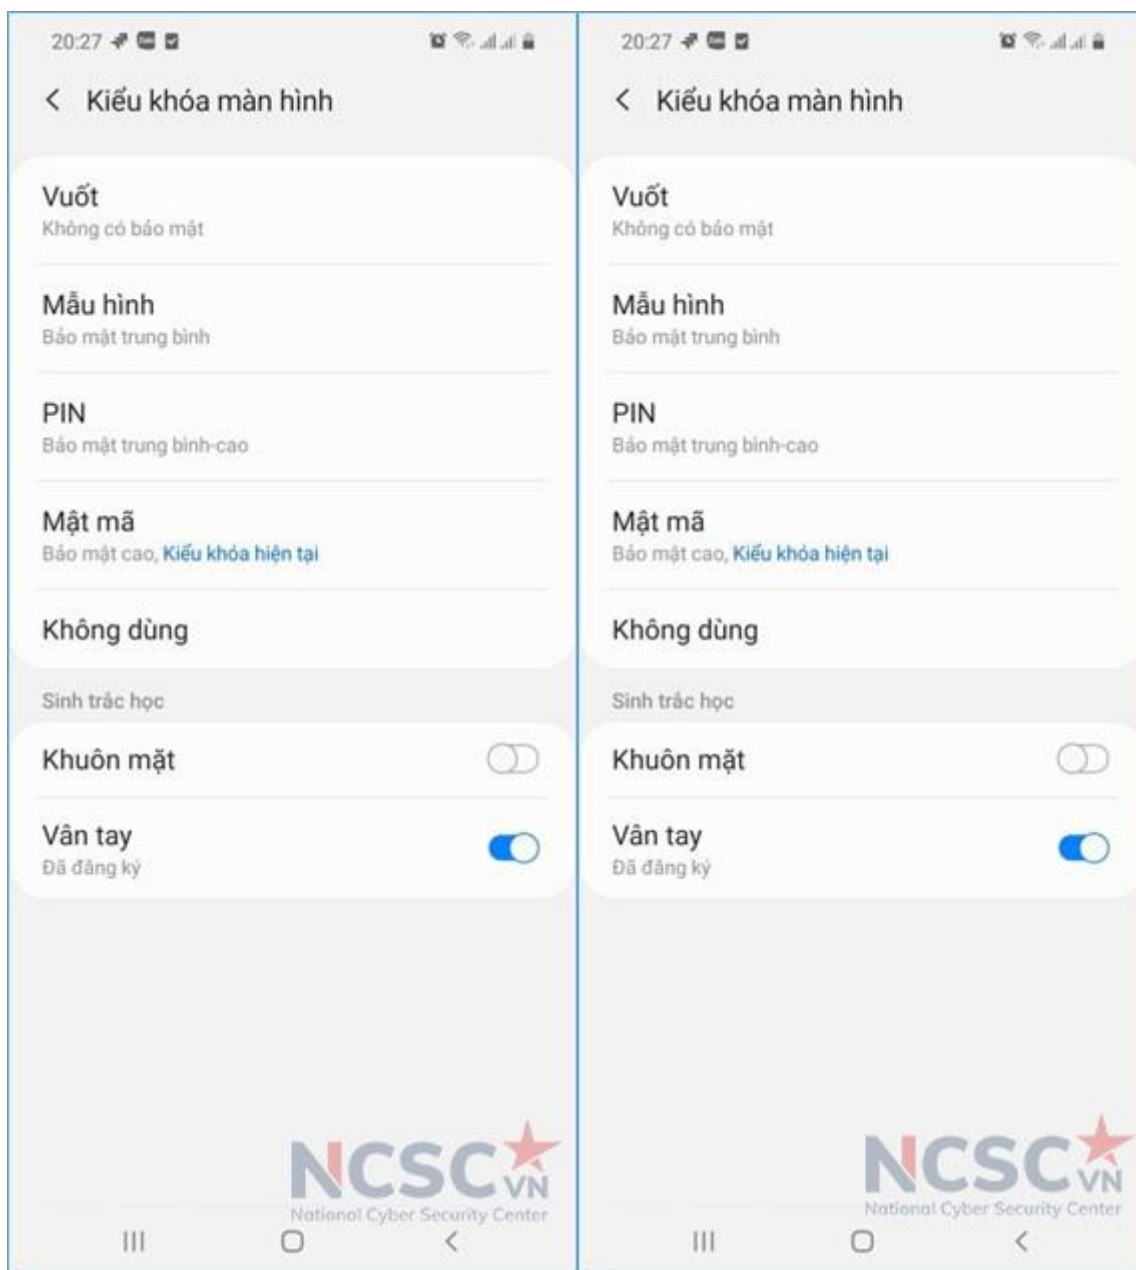 20:27
Kiểu khóa màn hình
Vuốt
Không có bảo mật
Mẫu hình
Bảo mật trung bình
PIN
Bảo mật trung bình-cao
Mật mã
Bảo mật cao, Kiểu khóa hiện tại
Không dùng
Sinh trắc học
Khuôn mặt
Vân tay
Đã đăng ký
NCSC
VN
National Cyber Security Center
20:27
Kiểu khóa màn hình
Vuốt
Không có bảo mật
Mẫu hình
Bảo mật trung bình
PIN
Bảo mật trung bình-cao
Mật mã
Bảo mật cao, Kiểu khóa hiện tại
Không dùng
Sinh trắc học
Khuôn mặt
Vân tay
Đã đăng ký
NCSC
VN
National Cyber Security Center